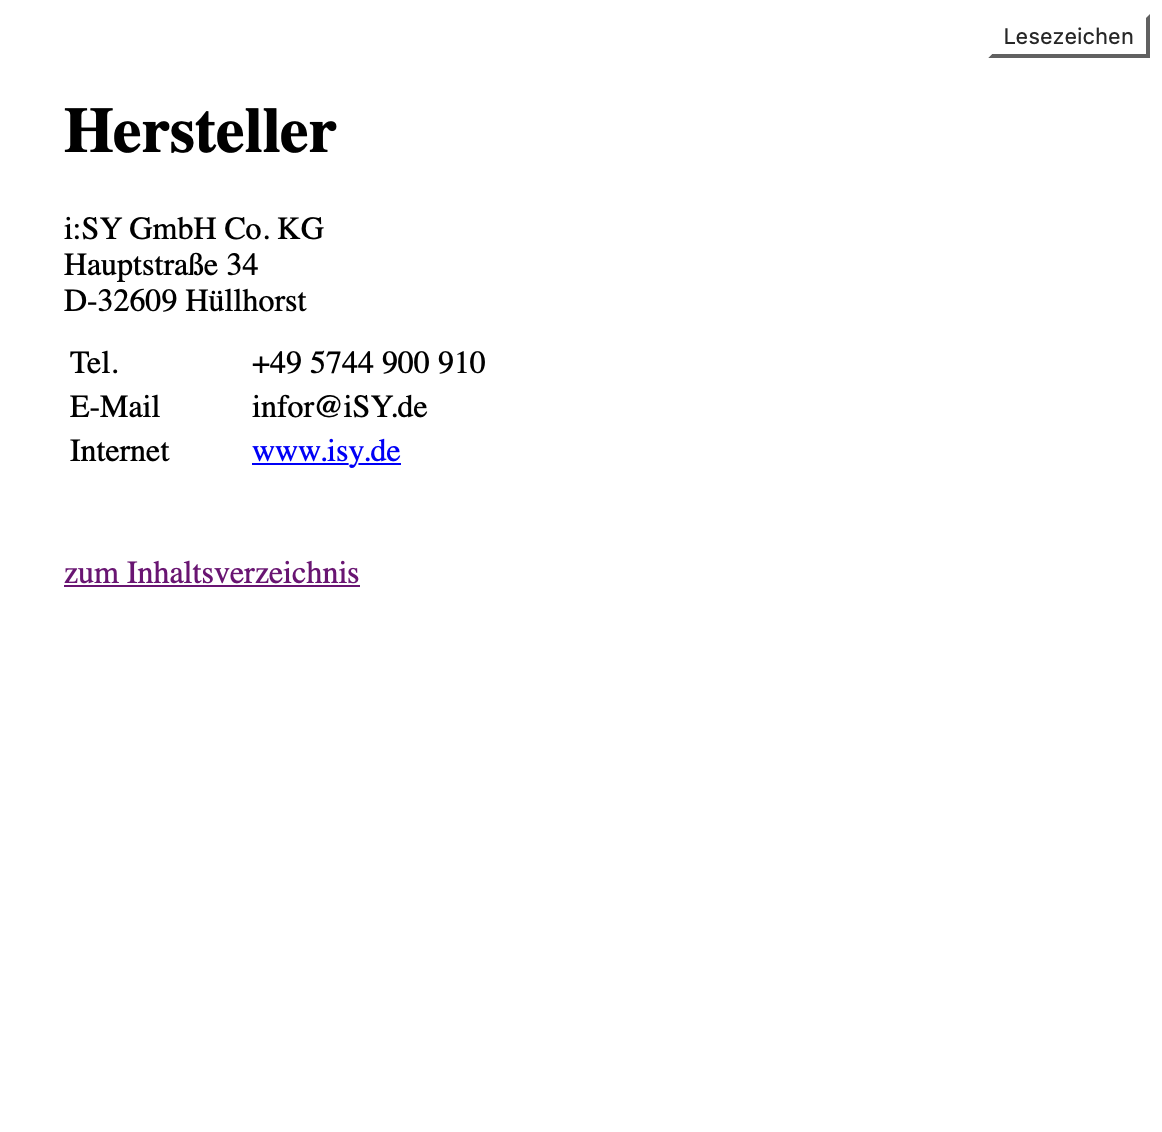 Lesezeichen
Hersteller
i:SY GmbH Co. KG
Hauptstraße 34
D-32609 Hüllhorst
Tel. +49 5744 900 910
E-Mail infor@iSY.de
Internet www.isy.de
zum Inhaltsverzeichnis